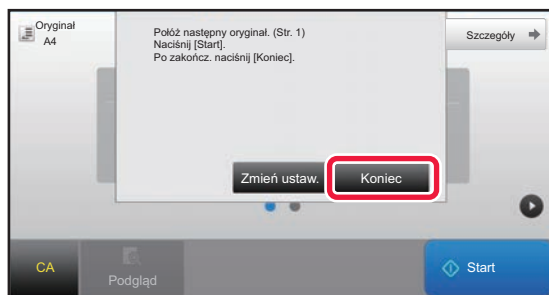 Oryginał
A4
Położ następny oryginał. (Str. 1)
Naciśnij [Start].
Po zakończ. naciśnij [Koniec].
Szczegóły
Zmień ustaw.
Koniec
CA
Podgląd
Start